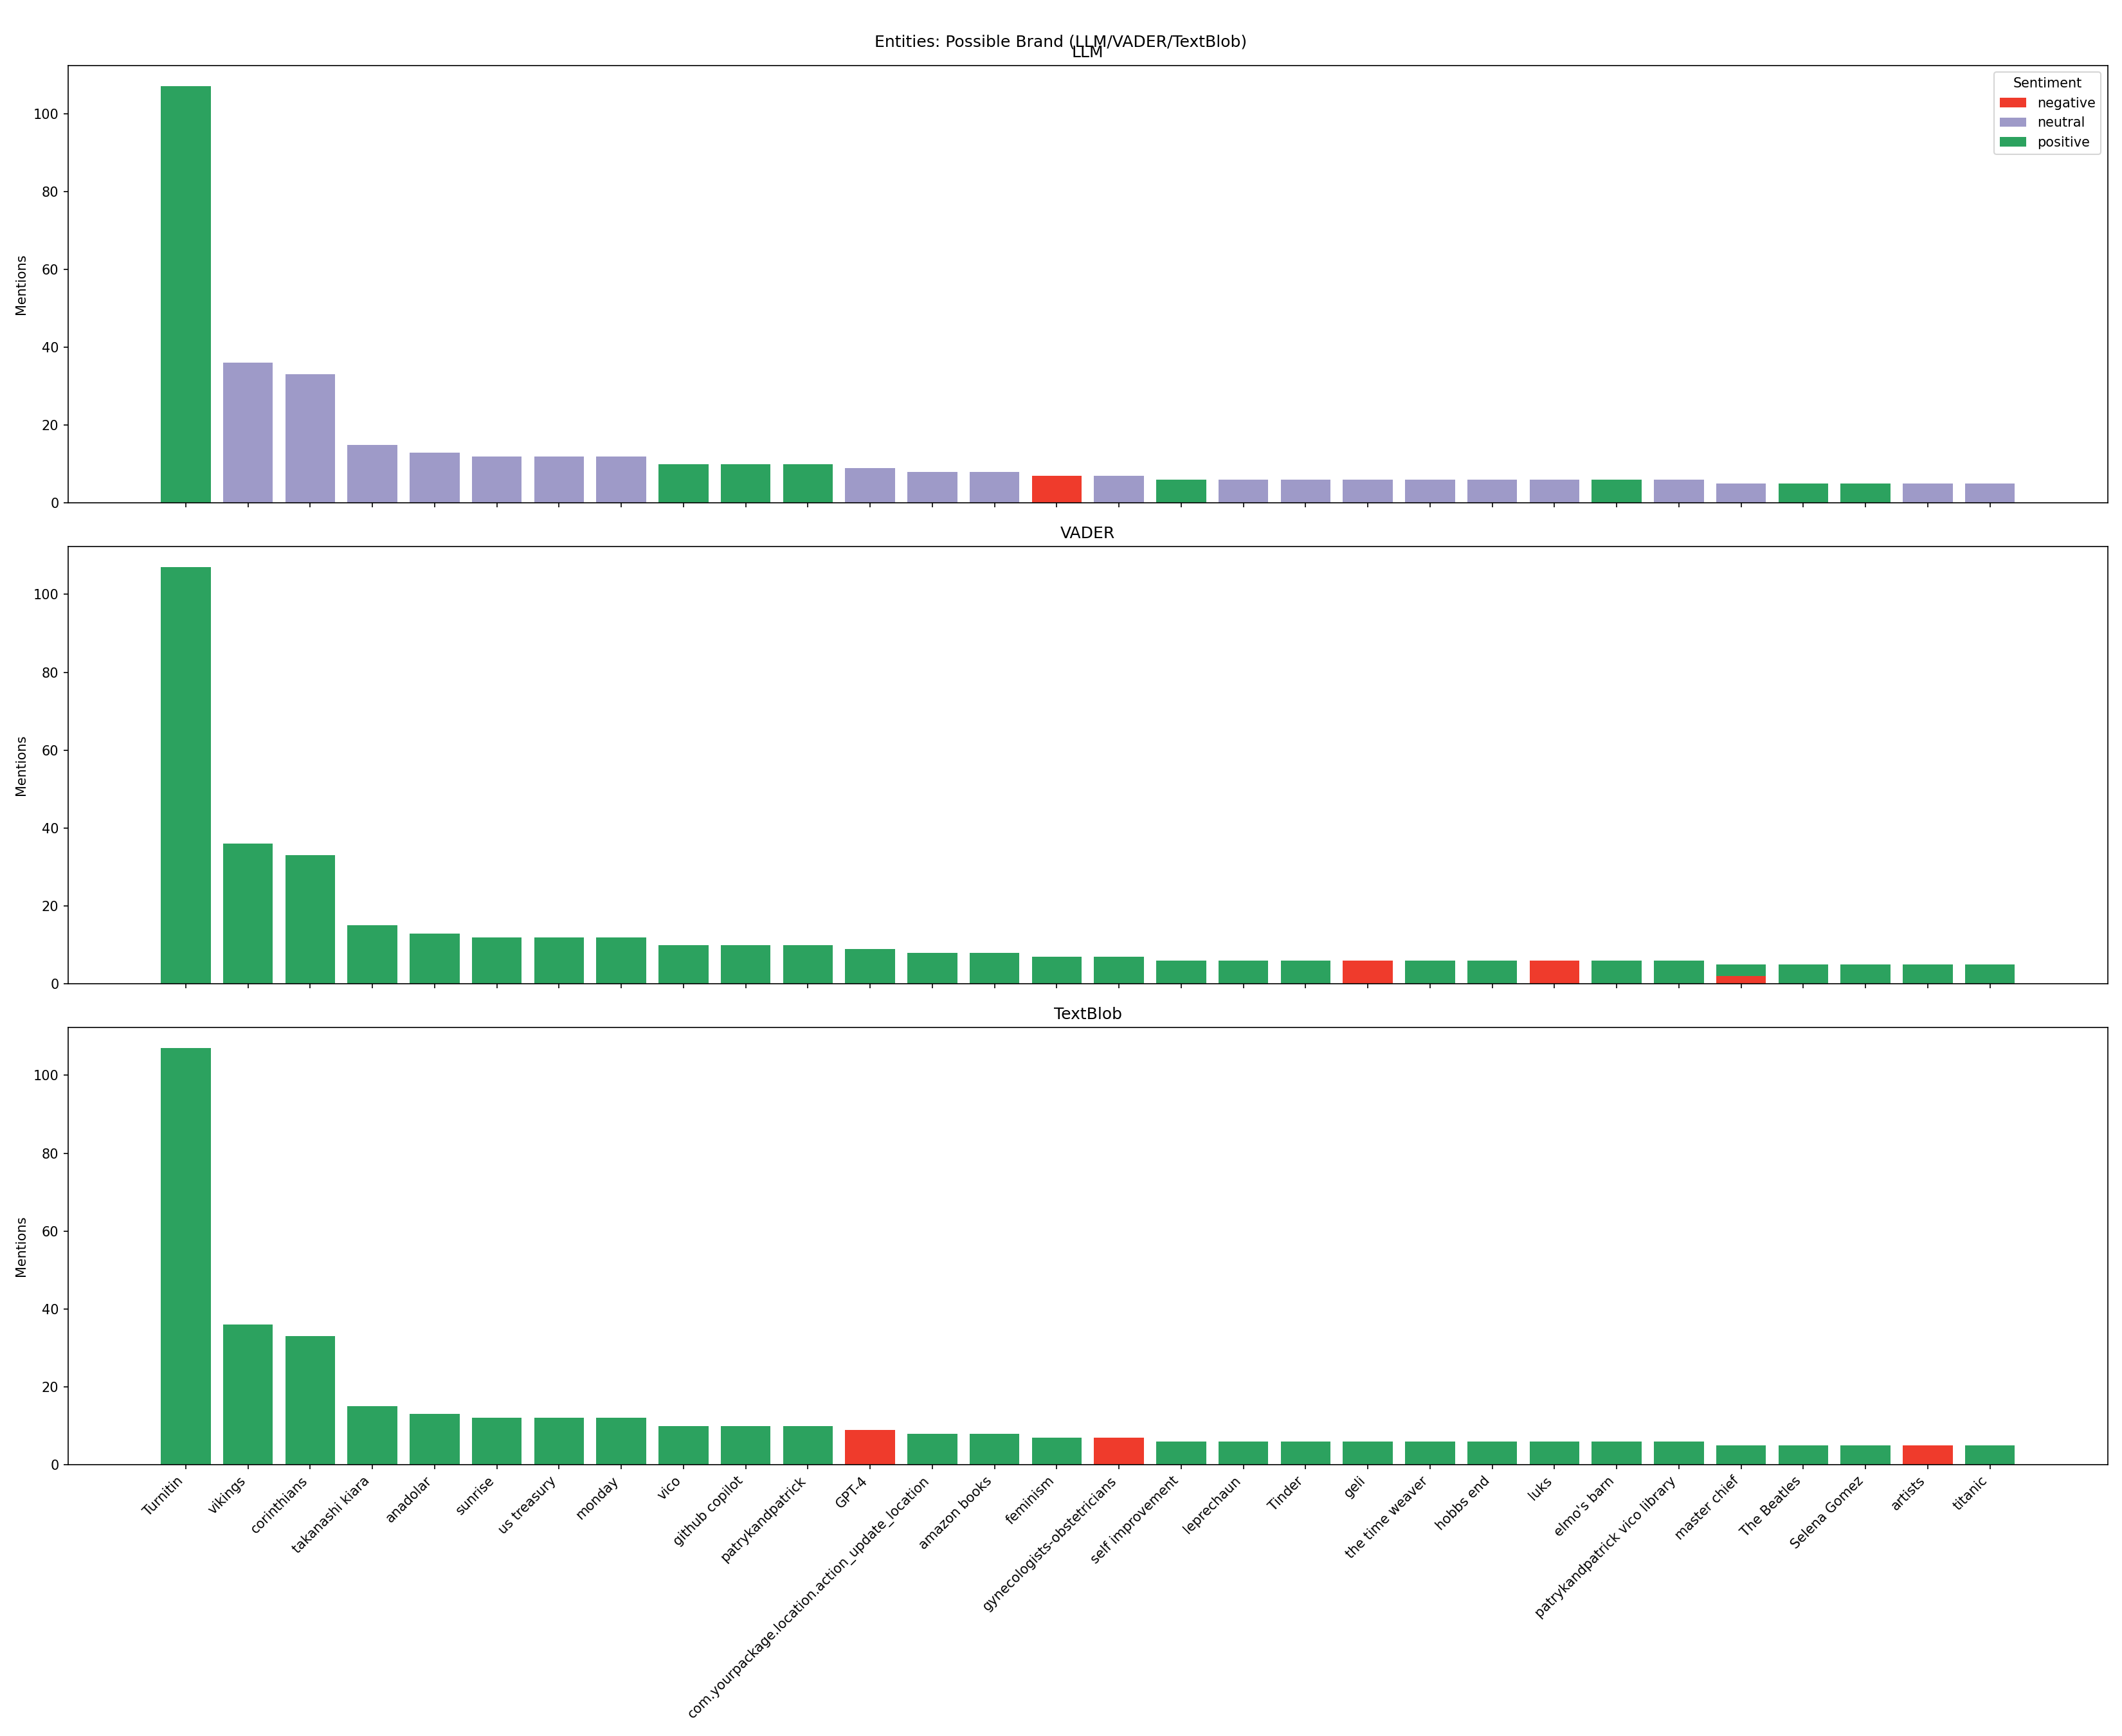 Entities: Possible Brand (LLM/VADER/TextBlob)
LLM
Sentiment
negative
neutral
positive
Mentions
100
80
60
40
20
0
VADER
Mentions
100
80
60
40
20
0
TextBlob
Mentions
100
80
60
40
20
0
Turnitin
vikings
corinthians
takanashi kiara
anadolar
sunrise
us treasury
monday
vico
github copilot
patrykandpatrick
GPT-4
com.yourpackage.location.action_update_location
amazon books
feminism
gynecologists-obstetricians
self improvement
leprechaun
Tinder
geli
the time weaver
hobbs end
luks
elmo's barn
patrykandpatrick vico library
master chief
The Beatles
Selena Gomez
artists
titanic